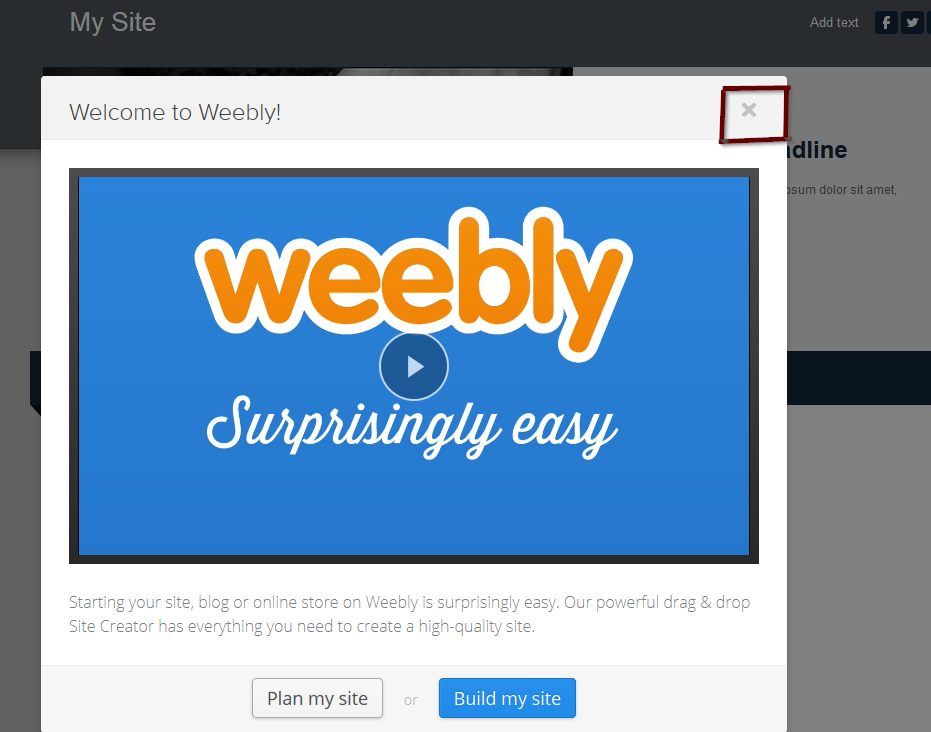 My Site
Add text
Welcome to Weebly!
adline
psum dolor sit amet,
weebly
Surprisingly easy
Starting your site, blog or online store on Weebly is surprisingly easy. Our powerful drag & drop
Site Creator has everything you need to create a high-quality site.
Plan my site or Build my site